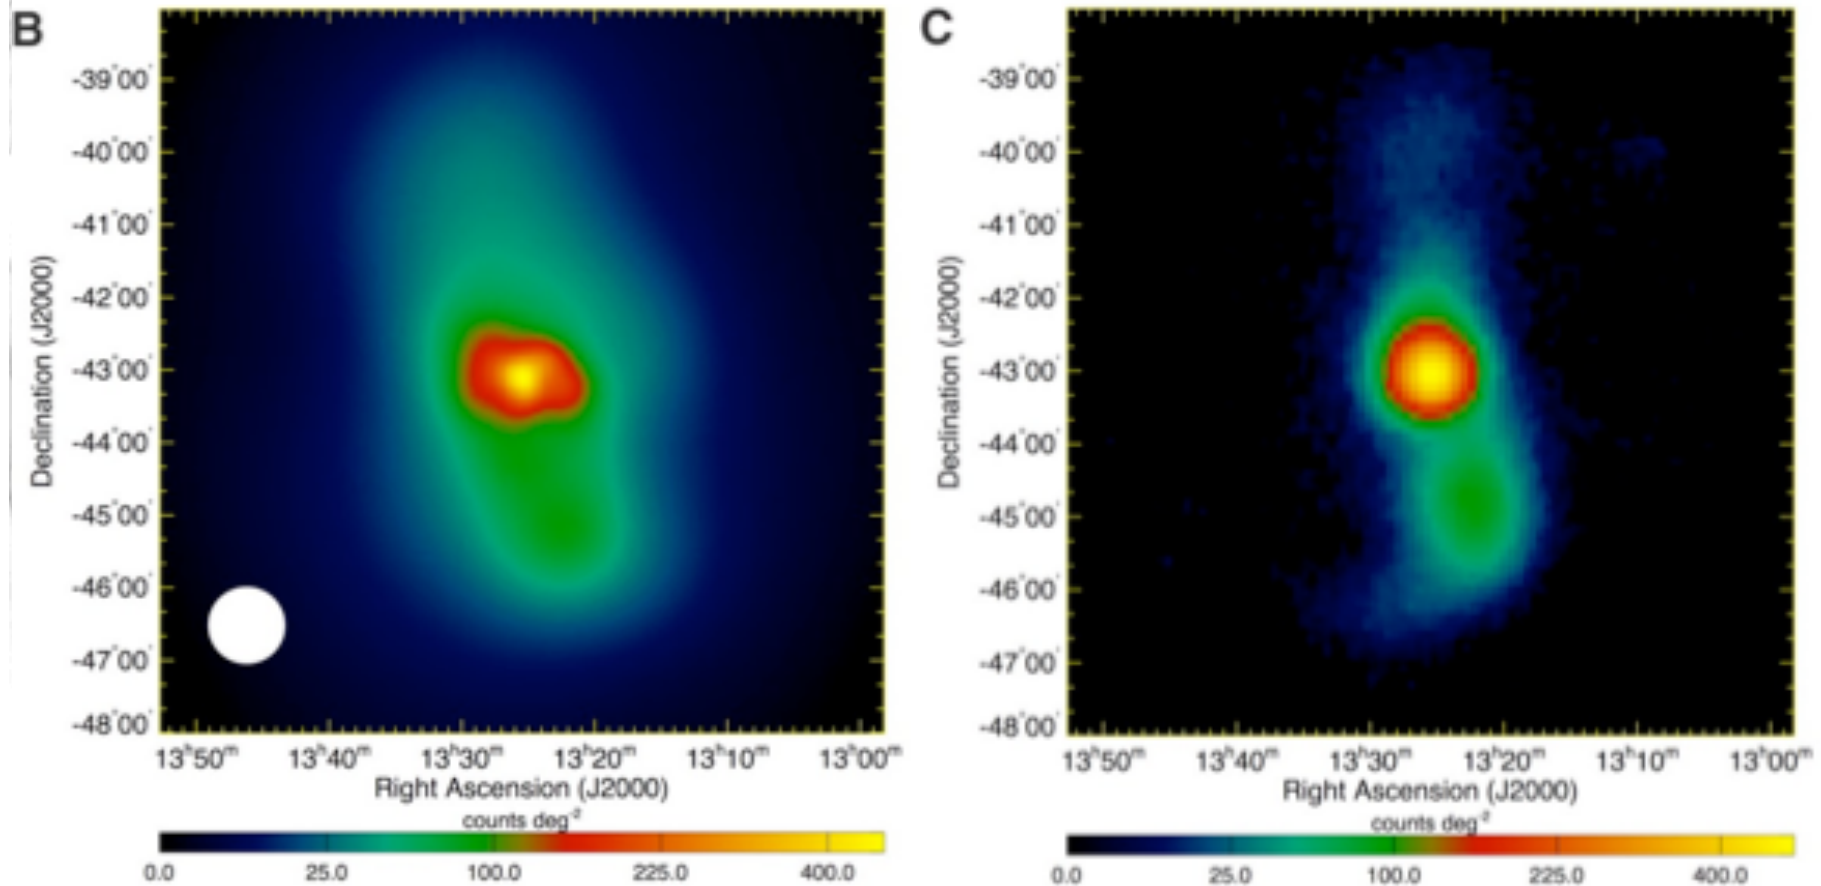 B
-39°00'
-40°00'
-41°00'
-42°00'
-43°00'
-44°00'
-45°00'
-46°00'
-47°00'
-48°00'
Declination (J2000)
13ʰ50ᵐ 13ʰ40ᵐ 13ʰ30ᵐ 13ʰ20ᵐ 13ʰ10ᵐ 13ʰ00ᵐ
Right Ascension (J2000)
counts deg⁻²
0.0 25.0 100.0 225.0 400.0
C
-39°00'
-40°00'
-41°00'
-42°00'
-43°00'
-44°00'
-45°00'
-46°00'
-47°00'
-48°00'
Declination (J2000)
13ʰ50ᵐ 13ʰ40ᵐ 13ʰ30ᵐ 13ʰ20ᵐ 13ʰ10ᵐ 13ʰ00ᵐ
Right Ascension (J2000)
counts deg⁻²
0.0 25.0 100.0 225.0 400.0